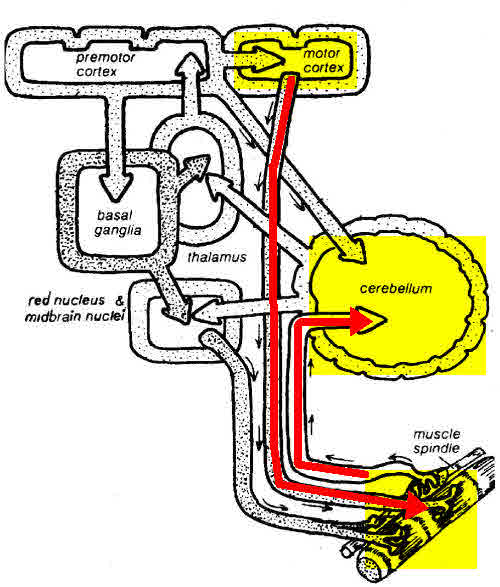 premotor
cortex
motor
cortex
basal
ganglia
thalamus
red nucleus &
midbrain nuclei
cerebellum
muscle
spindle